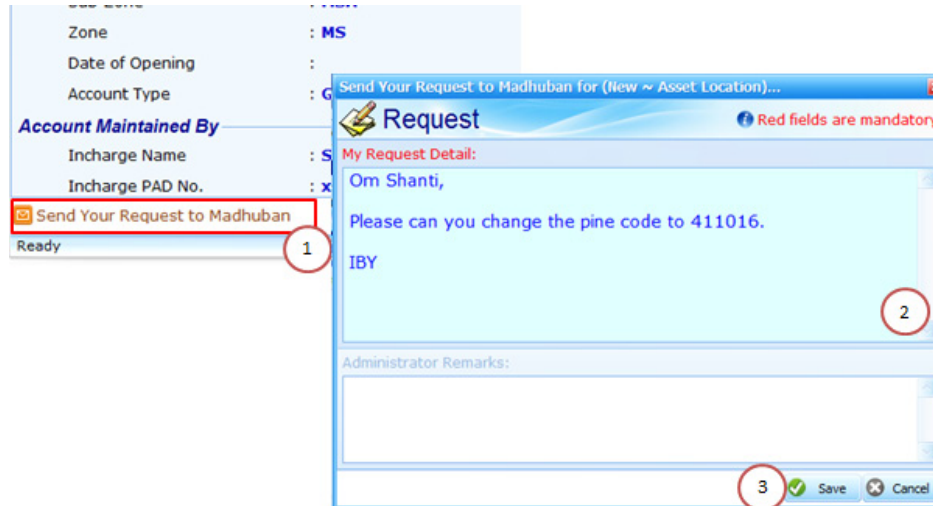 Zone : MS
Date of Opening :
Account Type : G
Account Maintained By
Incharge Name : S
Incharge PAD No. : x
Send Your Request to Madhuban
Ready
1
Send Your Request to Madhuban for (New ~ Asset Location)...
Request
Red fields are mandatory
My Request Detail:
Om Shanti,
Please can you change the pine code to 411016.
IBY
2
Administrator Remarks:
3
Save
Cancel